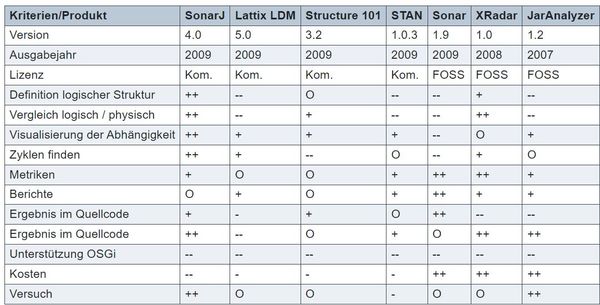 Kriterien/Produkt SonarJ Lattix LDM Structure 101 STAN Sonar XRadar JarAnalyzer
Version 4.0 5.0 3.2 1.0.3 1.9 1.0 1.2
Ausgabejahr 2009 2009 2009 2009 2009 2008 2007
Lizenz Kom. Kom. Kom. Kom. FOSS FOSS FOSS
Definition logischer Struktur ++ -- O -- -- + --
Vergleich logisch / physisch ++ -- + -- -- ++ --
Visualisierung der Abhängigkeit ++ + + + -- O +
Zyklen finden ++ + -- O -- + O
Metriken + O O + ++ ++ +
Berichte O + O + ++ + +
Ergebnis im Quellcode + - + O ++ -- --
Ergebnis im Quellcode ++ -- O + O ++ ++
Unterstützung OSGi -- -- -- -- -- -- --
Kosten -- - - - ++ ++ ++
Versuch ++ O O - O O ++